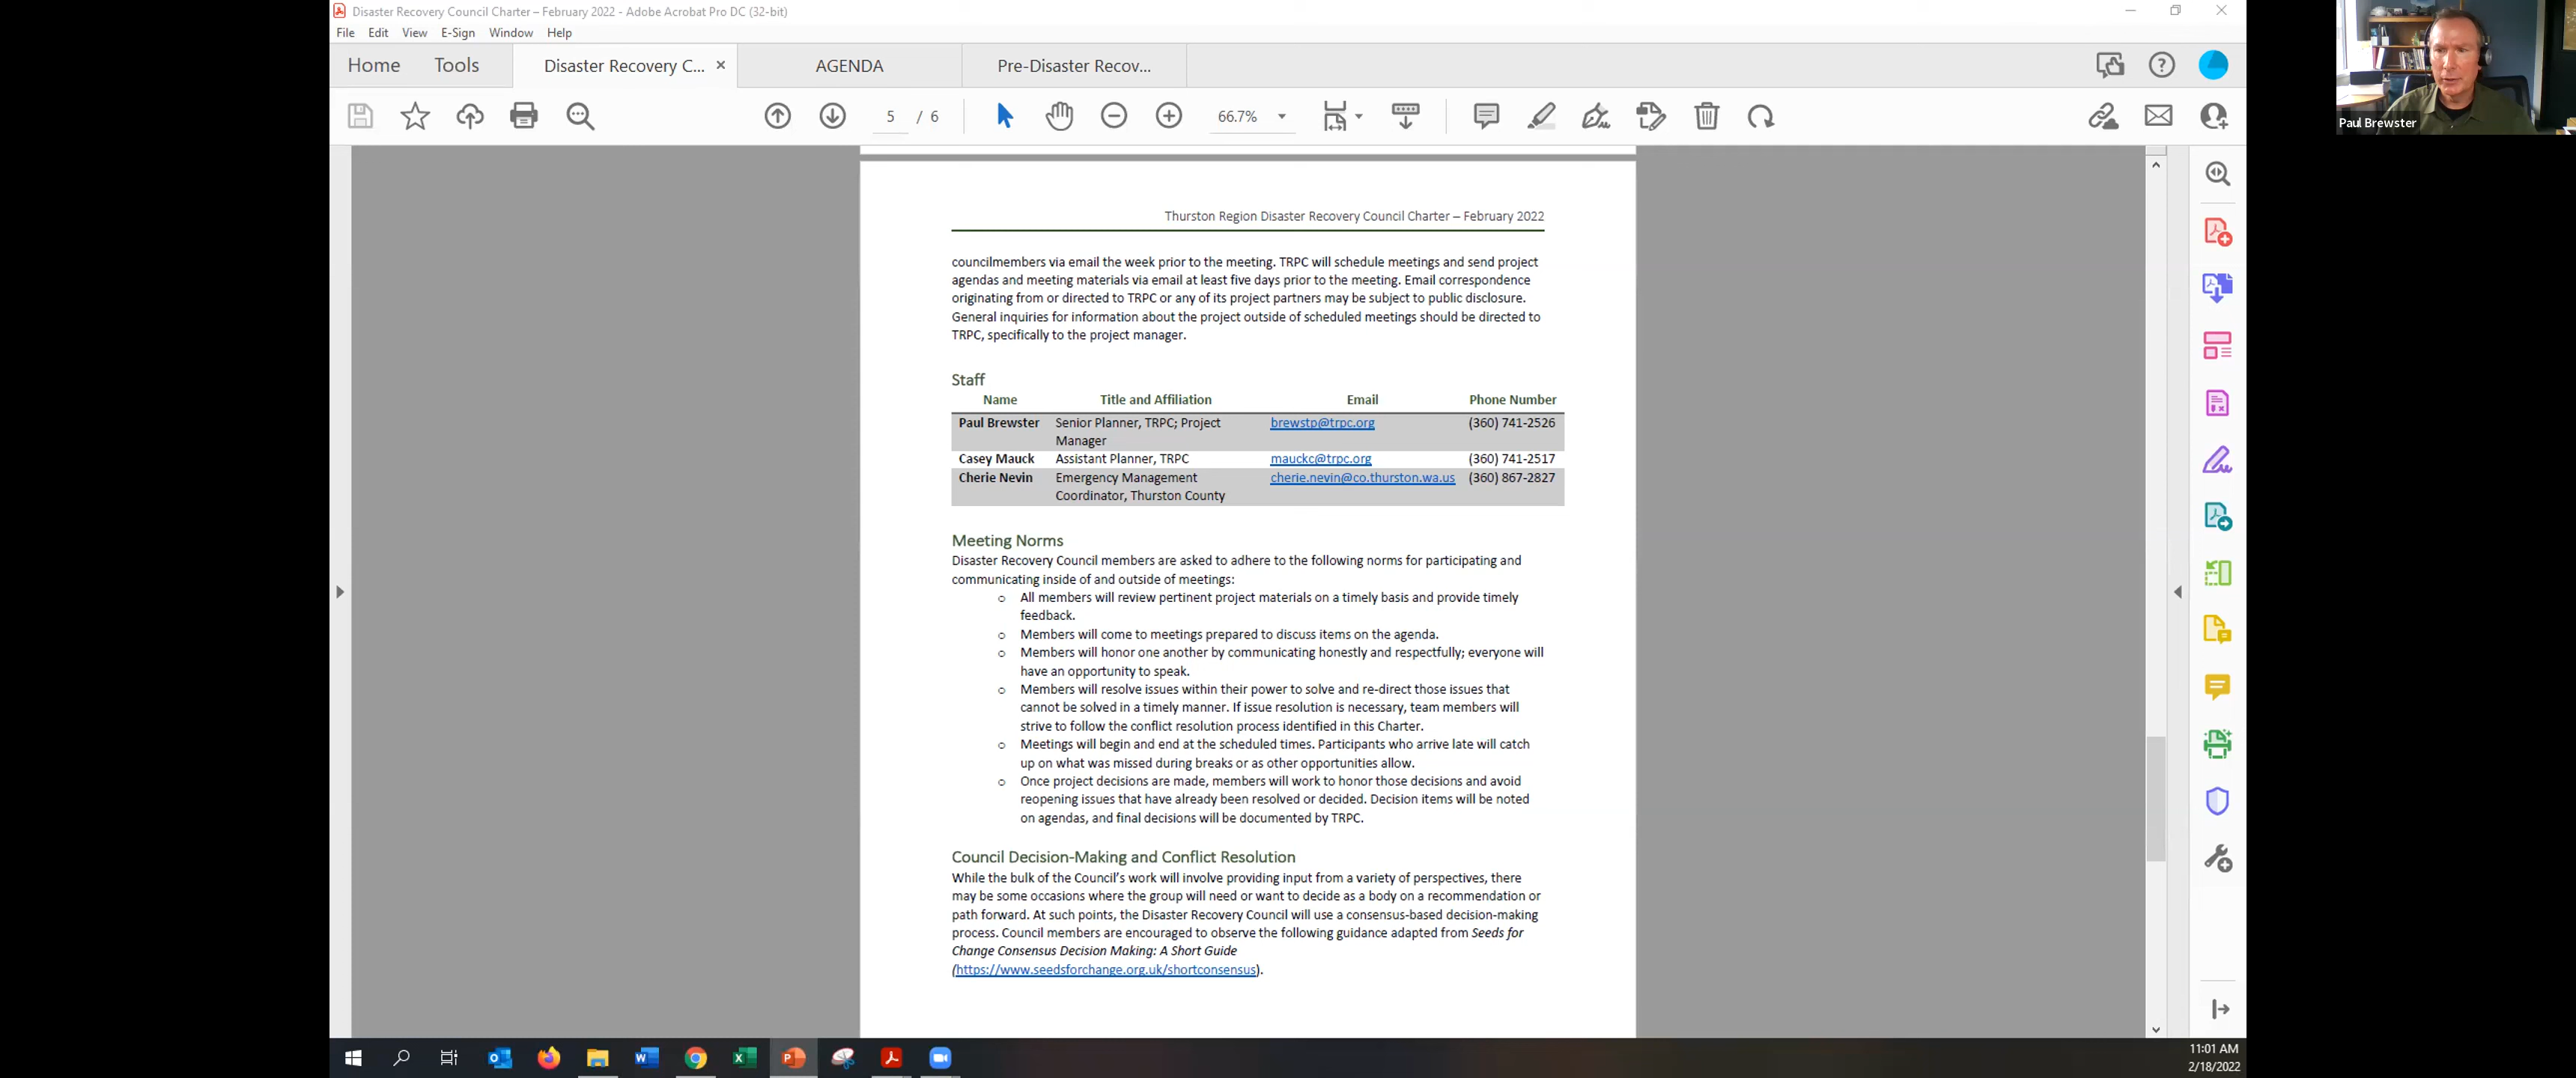 Disaster Recovery Council Charter – February 2022 - Adobe Acrobat Pro DC (32-bit)
File Edit View E-Sign Window Help
Home Tools Disaster Recovery C... × AGENDA Pre-Disaster Recov...
5 / 6 66.7%
Paul Brewster
Thurston Region Disaster Recovery Council Charter – February 2022
councilmembers via email the week prior to the meeting. TRPC will schedule meetings and send project
agendas and meeting materials via email at least five days prior to the meeting. Email correspondence
originating from or directed to TRPC or any of its project partners may be subject to public disclosure.
General inquiries for information about the project outside of scheduled meetings should be directed to
TRPC, specifically to the project manager.
Staff
Name Title and Affiliation Email Phone Number
Paul Brewster Senior Planner, TRPC; Project brewstp@trpc.org (360) 741-2526
Manager
Casey Mauck Assistant Planner, TRPC mauckc@trpc.org (360) 741-2517
Cherie Nevin Emergency Management cherie.nevin@co.thurston.wa.us (360) 867-2827
Coordinator, Thurston County
Meeting Norms
Disaster Recovery Council members are asked to adhere to the following norms for participating and
communicating inside of and outside of meetings:
o All members will review pertinent project materials on a timely basis and provide timely
feedback.
o Members will come to meetings prepared to discuss items on the agenda.
o Members will honor one another by communicating honestly and respectfully; everyone will
have an opportunity to speak.
o Members will resolve issues within their power to solve and re-direct those issues that
cannot be solved in a timely manner. If issue resolution is necessary, team members will
strive to follow the conflict resolution process identified in this Charter.
o Meetings will begin and end at the scheduled times. Participants who arrive late will catch
up on what was missed during breaks or as other opportunities allow.
o Once project decisions are made, members will work to honor those decisions and avoid
reopening issues that have already been resolved or decided. Decision items will be noted
on agendas, and final decisions will be documented by TRPC.
Council Decision-Making and Conflict Resolution
While the bulk of the Council's work will involve providing input from a variety of perspectives, there
may be some occasions where the group will need or want to decide as a body on a recommendation or
path forward. At such points, the Disaster Recovery Council will use a consensus-based decision-making
process. Council members are encouraged to observe the following guidance adapted from Seeds for
Change Consensus Decision Making: A Short Guide
(https://www.seedsforchange.org.uk/shortconsensus).
11:01 AM
2/18/2022